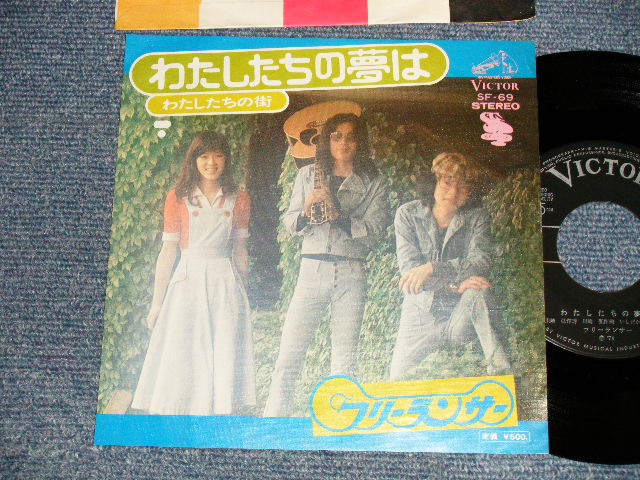 わたしたちの夢は
わたしたちの街
VICTOR
SF-69
STEREO
フリーランサー
定価 ¥500
VICTOR
わたしたちの夢
フリーランサー